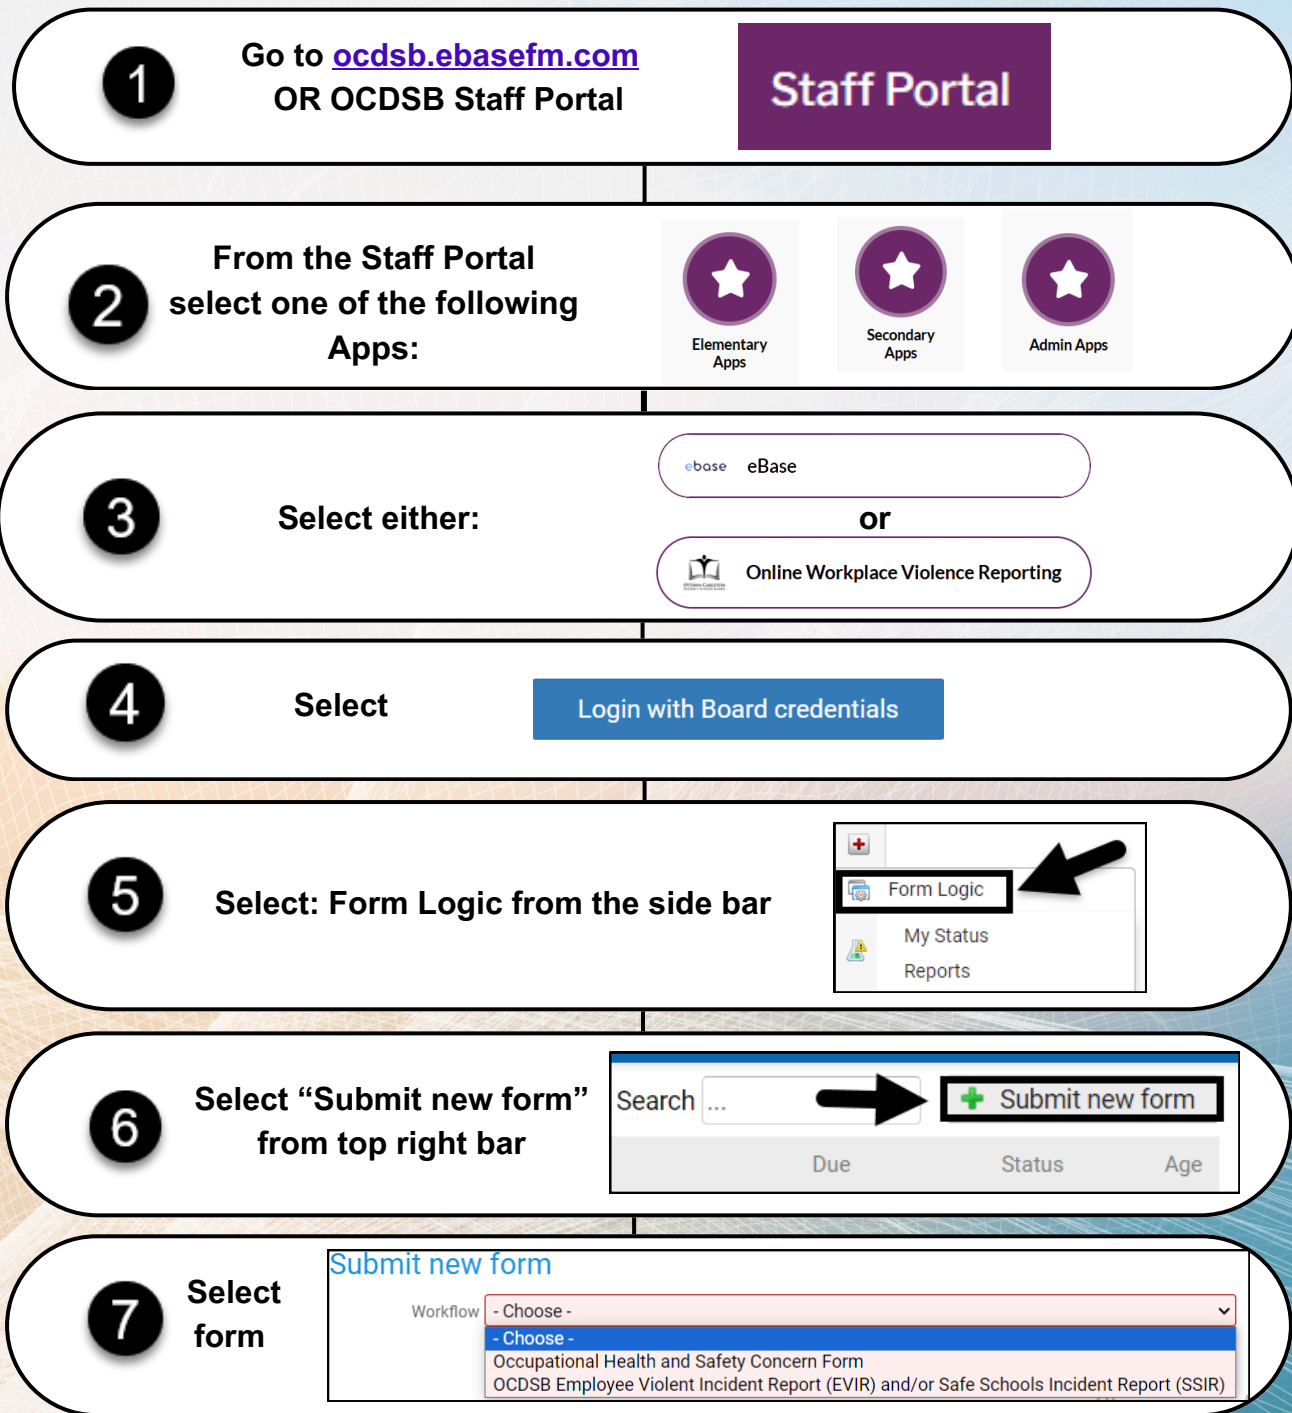 1
Go to ocdsb.ebasefm.com
OR OCDSB Staff Portal
Staff Portal
2
From the Staff Portal
select one of the following
Apps:
Elementary
Apps
Secondary
Apps
Admin Apps
3
Select either:
ebase eBase
or
OTTAWA-CARLETON
DISTRICT SCHOOL BOARD
Online Workplace Violence Reporting
4
Select
Login with Board credentials
5
Select: Form Logic from the side bar
Form Logic
My Status
Reports
6
Select “Submit new form”
from top right bar
Search ...
Submit new form
Due Status Age
7
Select
form
Submit new form
Workflow - Choose -
- Choose -
Occupational Health and Safety Concern Form
OCDSB Employee Violent Incident Report (EVIR) and/or Safe Schools Incident Report (SSIR)